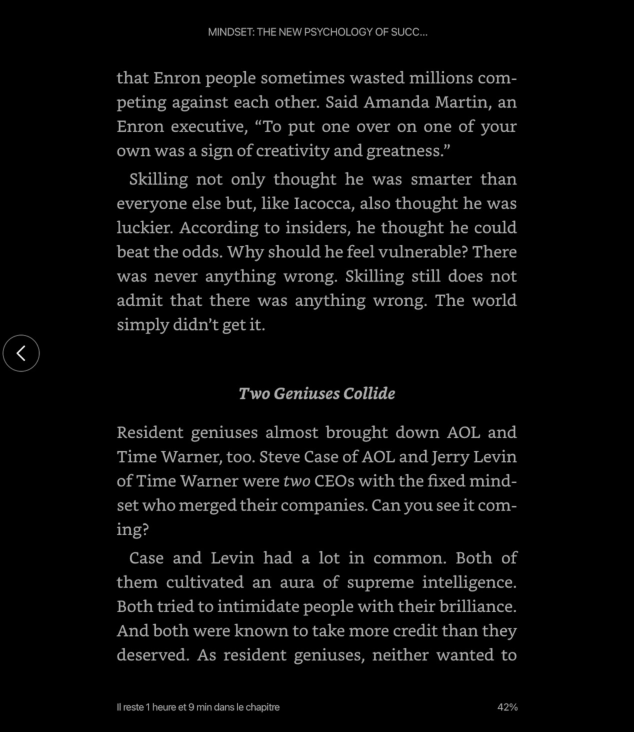 MINDSET: THE NEW PSYCHOLOGY OF SUCC...
that Enron people sometimes wasted millions com-
peting against each other. Said Amanda Martin, an
Enron executive, “To put one over on one of your
own was a sign of creativity and greatness.”
Skilling not only thought he was smarter than
everyone else but, like Iacocca, also thought he was
luckier. According to insiders, he thought he could
beat the odds. Why should he feel vulnerable? There
was never anything wrong. Skilling still does not
admit that there was anything wrong. The world
simply didn’t get it.
Two Geniuses Collide
Resident geniuses almost brought down AOL and
Time Warner, too. Steve Case of AOL and Jerry Levin
of Time Warner were two CEOs with the fixed mind-
set who merged their companies. Can you see it com-
ing?
Case and Levin had a lot in common. Both of
them cultivated an aura of supreme intelligence.
Both tried to intimidate people with their brilliance.
And both were known to take more credit than they
deserved. As resident geniuses, neither wanted to
Il reste 1 heure et 9 min dans le chapitre
42%